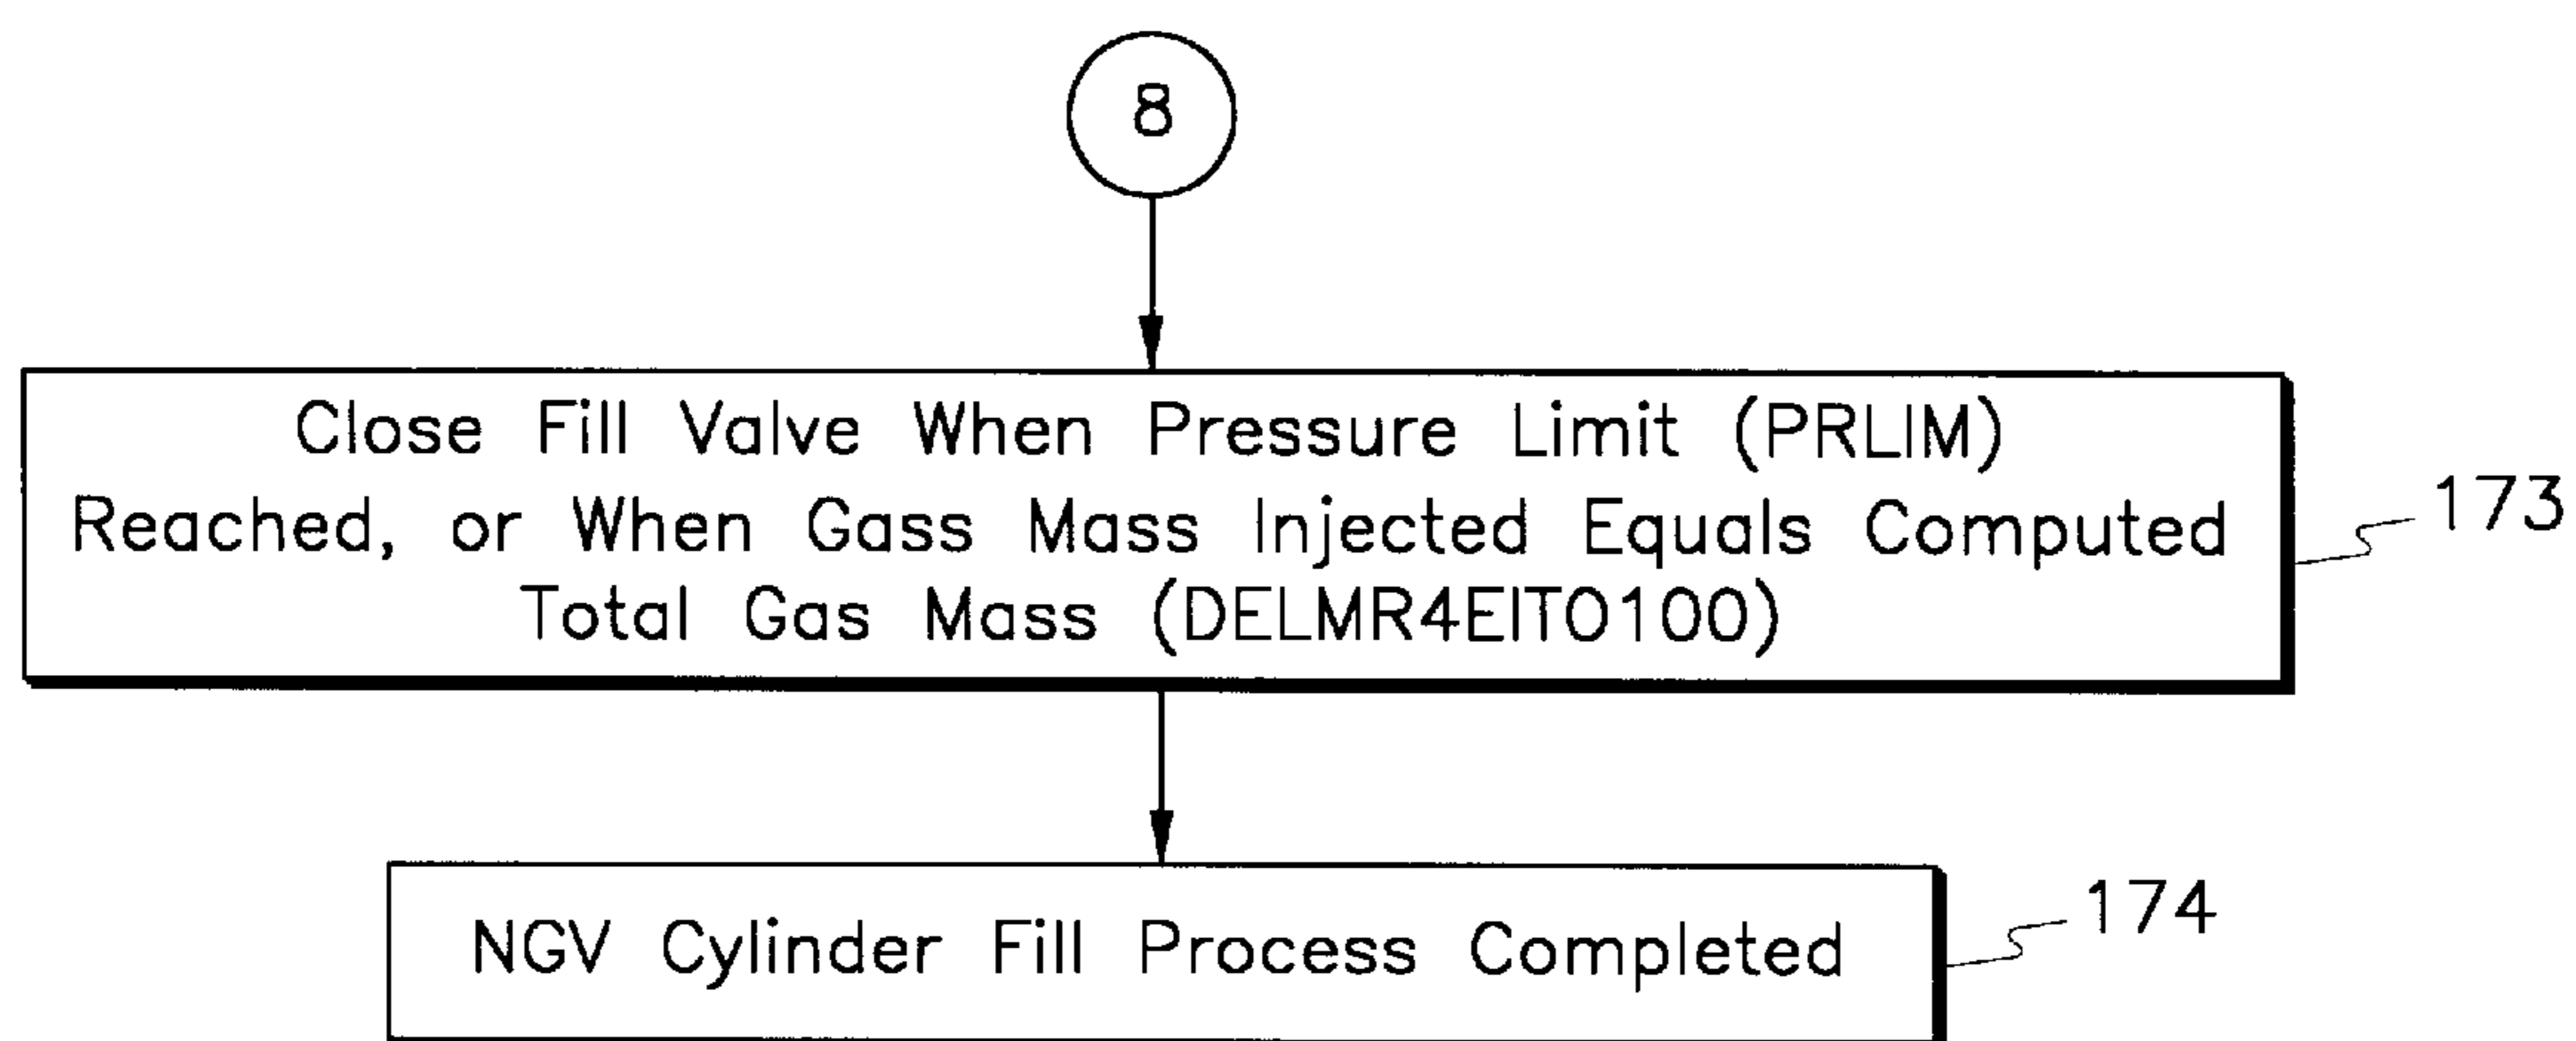 8
Close Fill Valve When Pressure Limit (PRLIM)
Reached, or When Gass Mass Injected Equals Computed
Total Gas Mass (DELMR4EITO100)
173
NGV Cylinder Fill Process Completed
174